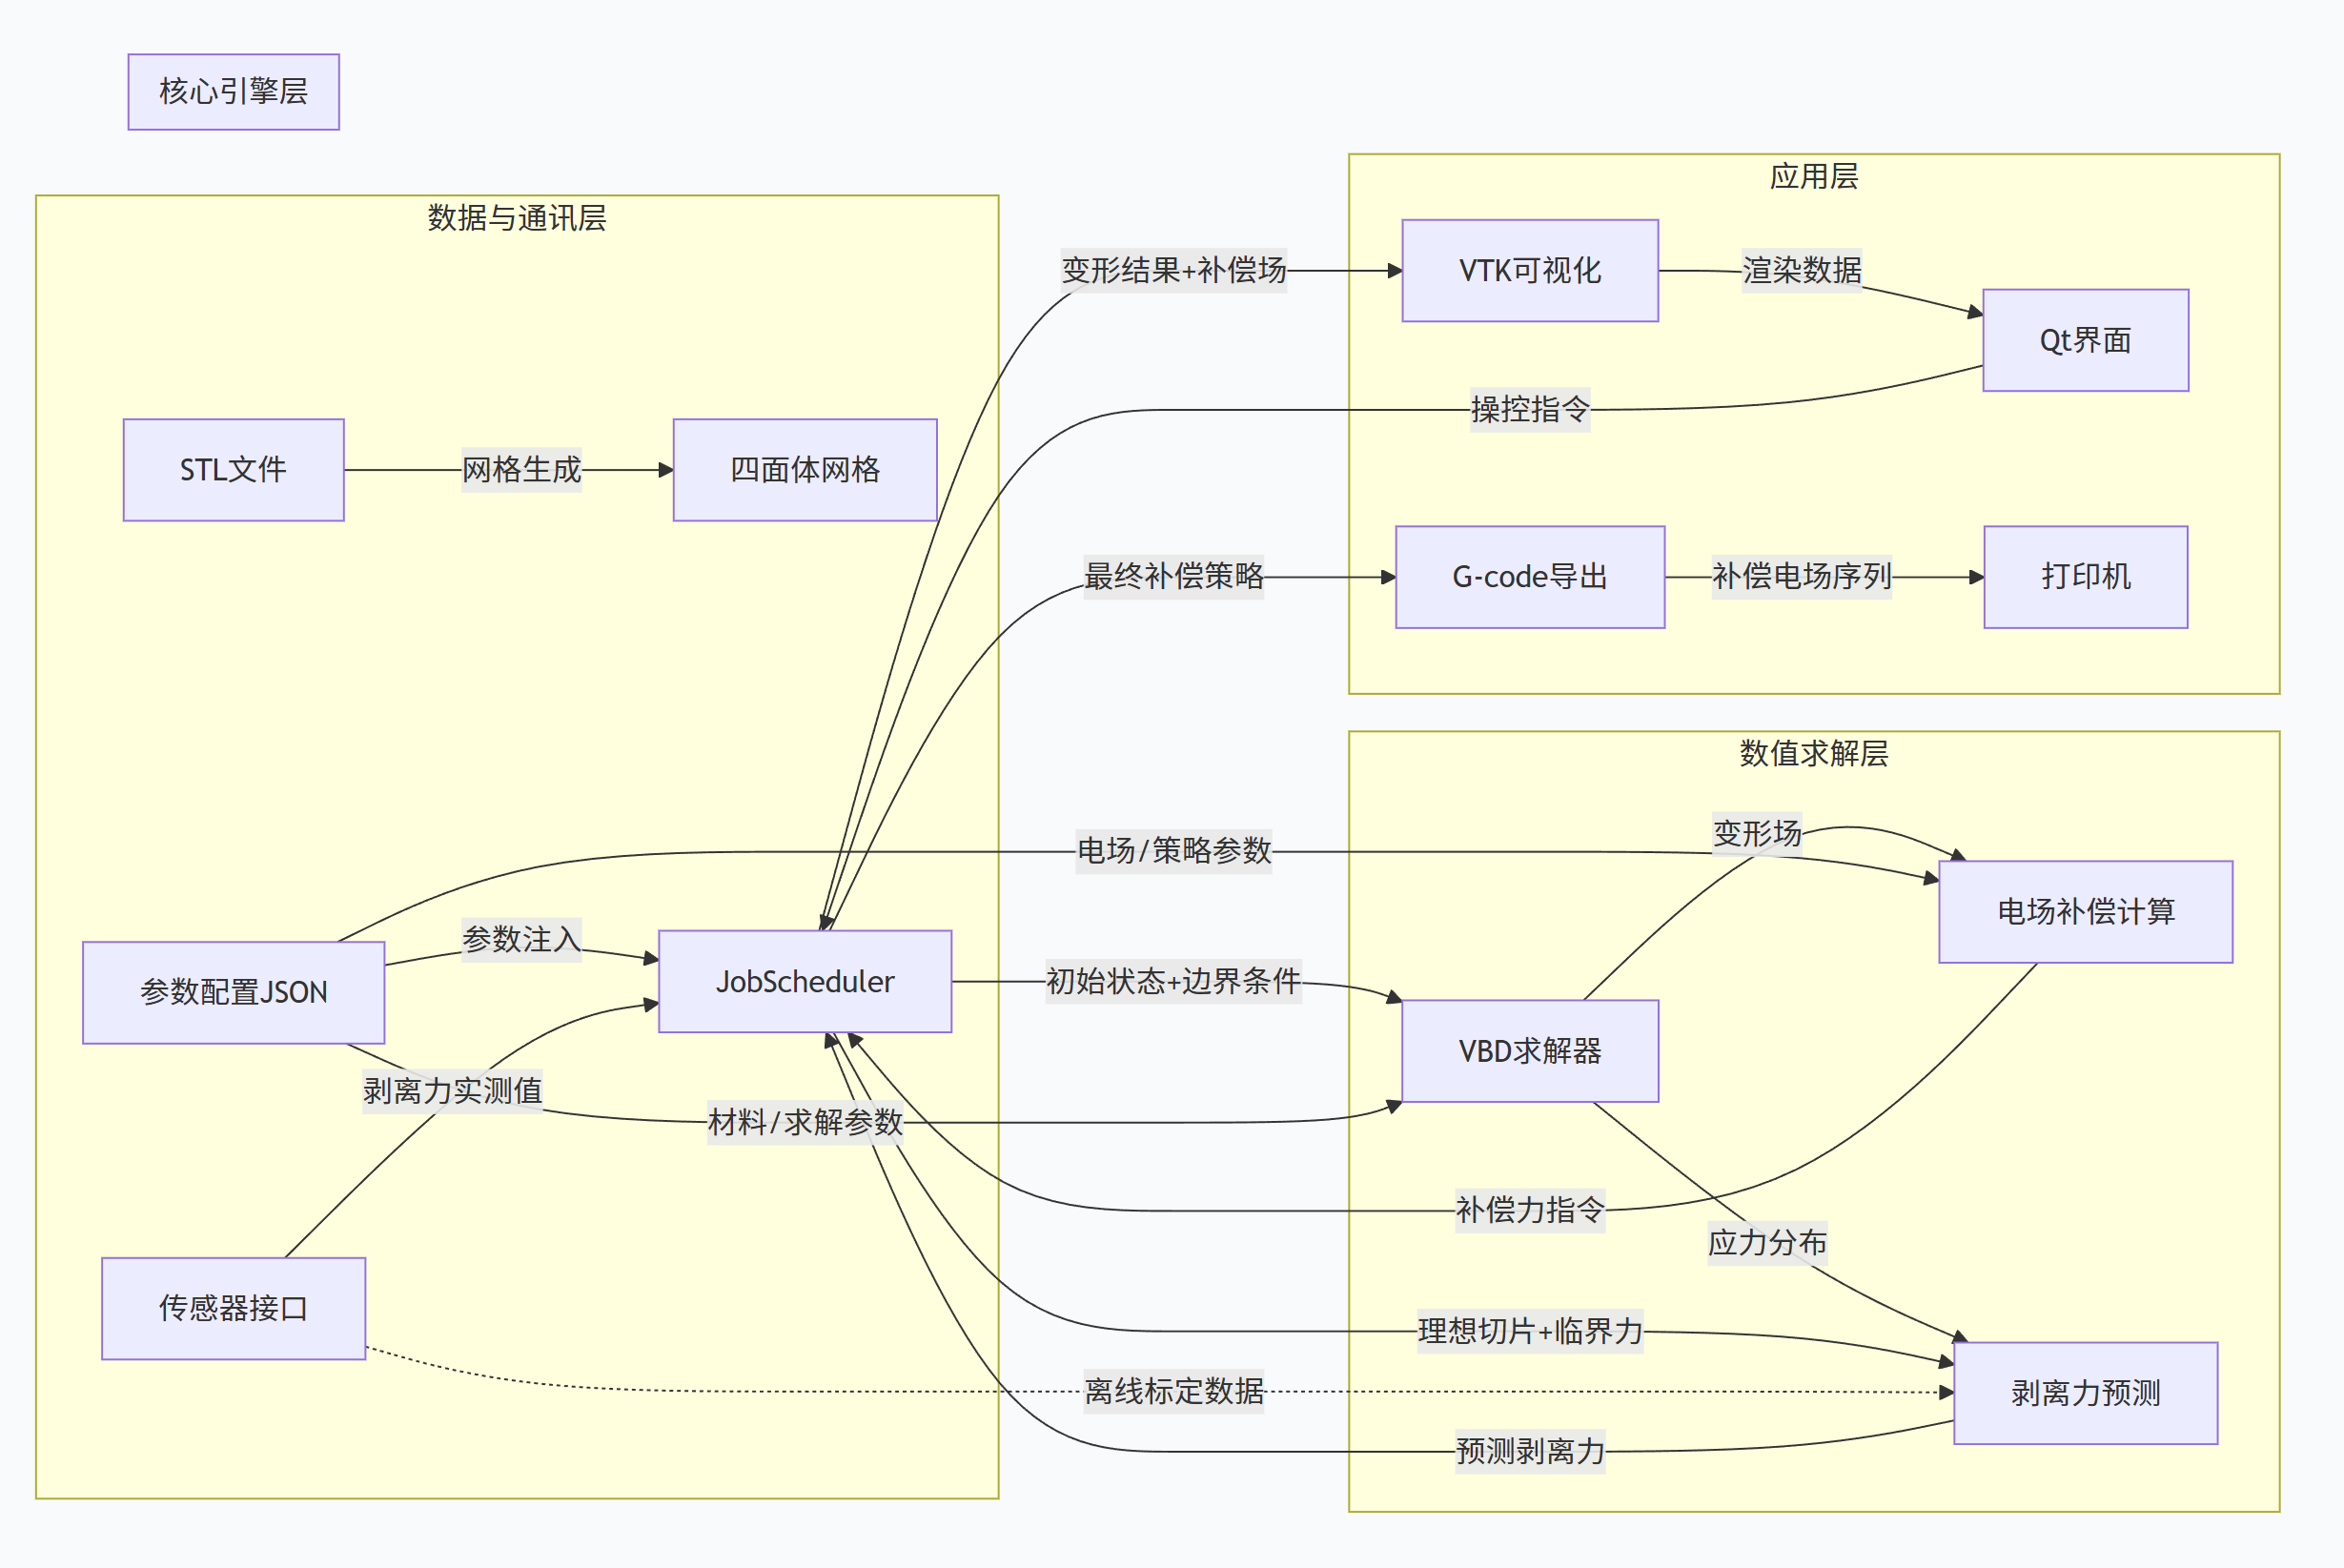 核心引擎层
数据与通讯层
应用层
变形结果+补偿场
VTK可视化
渲染数据
Qt界面
操控指令
STL文件
网格生成
四面体网格
最终补偿策略
G-code导出
补偿电场序列
打印机
数值求解层
变形场
电场/策略参数
电场补偿计算
参数注入
参数配置JSON
JobScheduler
初始状态+边界条件
VBD求解器
剥离力实测值
材料/求解参数
补偿力指令
应力分布
传感器接口
理想切片+临界力
离线标定数据
剥离力预测
预测剥离力